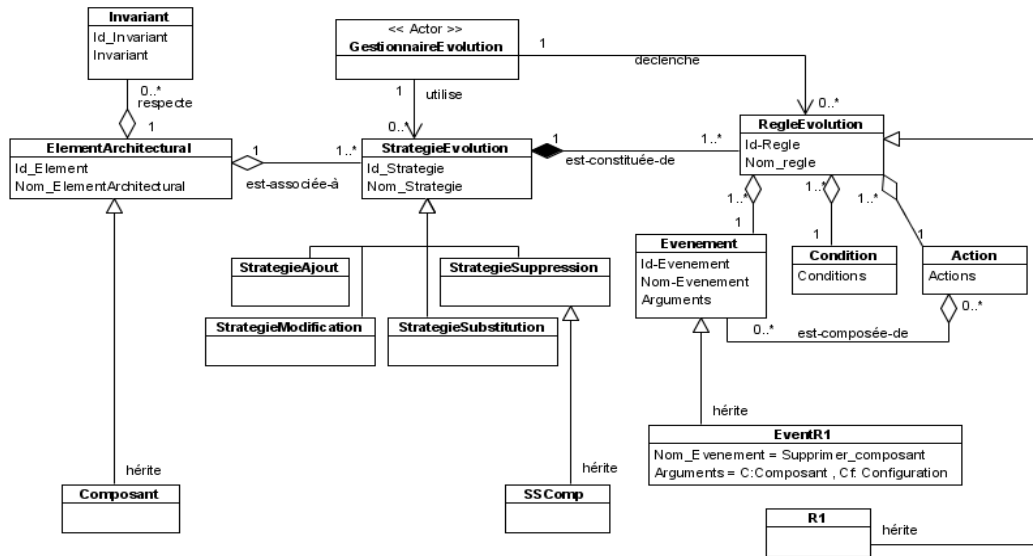 Invariant
Id_Invariant
Invariant
<< Actor >>
GestionnaireEvolution
1
declenche
0..*
respecte
1
1
utilise
0..*
0..*
ElementArchitectural
Id_Element
Nom_ElementArchitectural
1
est-associée-à
1..*
StrategieEvolution
Id_Strategie
Nom_Strategie
1
est-constituée-de
1..*
RegleEvolution
Id-Regle
Nom_regle
1..*
1..*
1..*
1
1
1
Evenement
Id-Evenement
Nom-Evenement
Arguments
Condition
Conditions
Action
Actions
StrategieAjout
StrategieSuppression
StrategieModification
StrategieSubstitution
0..*
est-composée-de
0..*
hérite
EventR1
Nom_Evenement = Supprimer_composant
Arguments = C:Composant , Cf: Configuration
hérite
Composant
hérite
SSComp
R1
hérite